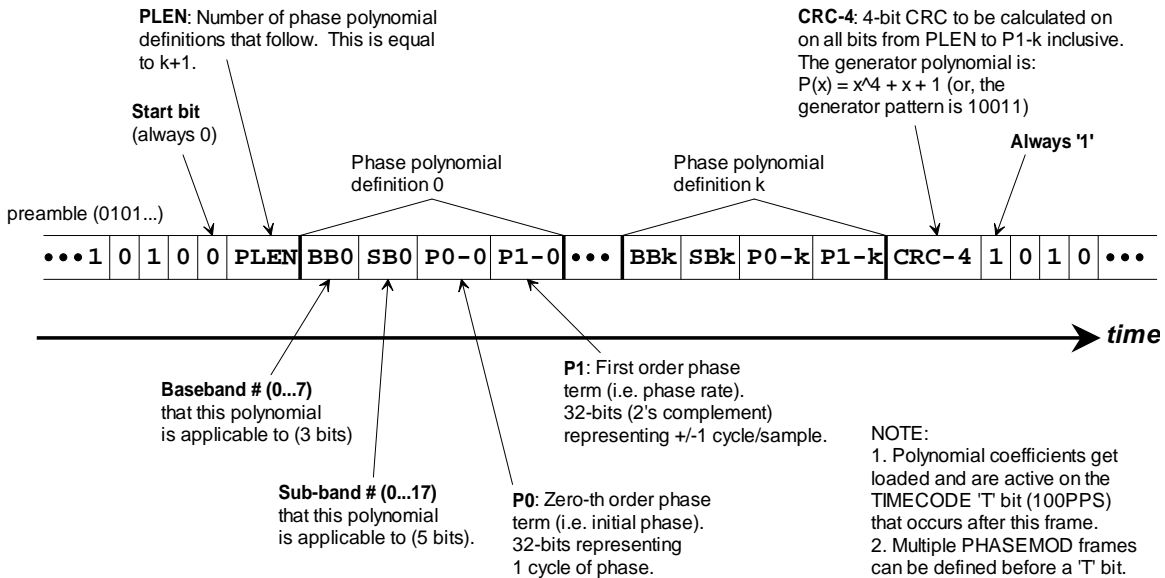 PLEN: Number of phase polynomial
definitions that follow.  This is equal
to k+1.
CRC-4: 4-bit CRC to be calculated on
on all bits from PLEN to P1-k inclusive.
The generator polynomial is:
P(x) = x^4 + x + 1 (or, the
generator pattern is 10011)
Start bit
(always 0)
Always '1'
Phase polynomial
definition 0
Phase polynomial
definition k
preamble (0101...)
•••1 0 1 0 0 PLEN BB0 SB0 P0-0 P1-0 ••• BBk SBk P0-k P1-k CRC-4 1 0 1 0 •••
time
Baseband # (0...7)
that this polynomial
is applicable to (3 bits)
Sub-band # (0...17)
that this polynomial
is applicable to (5 bits).
P0: Zero-th order phase
term (i.e. initial phase).
32-bits representing
1 cycle of phase.
P1: First order phase
term (i.e. phase rate).
32-bits (2's complement)
representing +/-1 cycle/sample.
NOTE:
1. Polynomial coefficients get
loaded and are active on the
TIMECODE 'T' bit (100PPS)
that occurs after this frame.
2. Multiple PHASEMOD frames
can be defined before a 'T' bit.